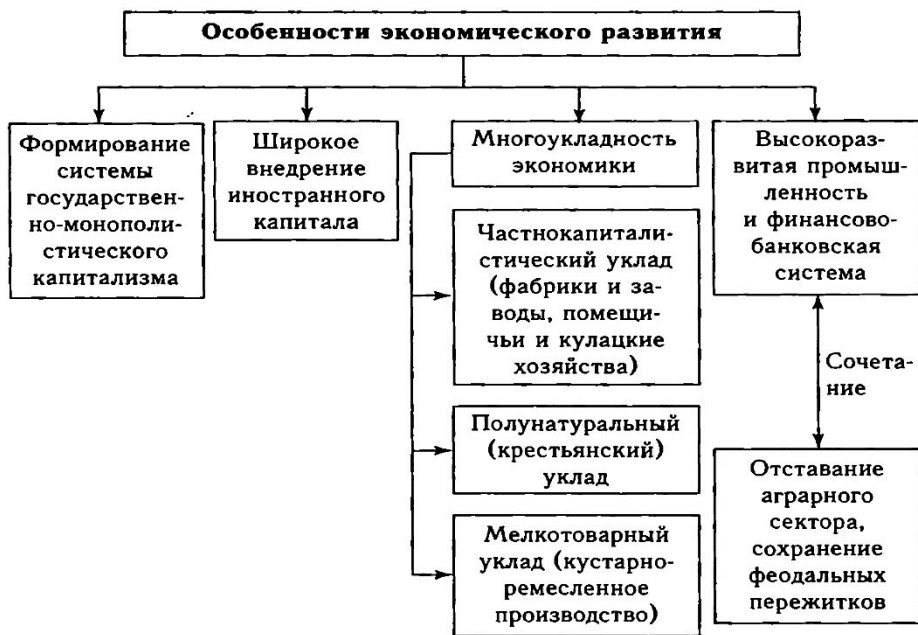 Особенности экономического развития
Формирование
системы
государствен-
но-монополи-
стического
капитализма
Широкое
внедрение
иностранного
капитала
Многоукладность
экономики
Частнокапитали-
стический уклад
(фабрики и за-
воды, помещи-
чьи и кулацкие
хозяйства)
Полунатуральный
(крестьянский)
уклад
Мелкотоварный
уклад (кустарно-
ремесленное
производство)
Высокораз-
витая промыш-
ленность
и финансово-
банковская
система
Сочета-
ние
Отставание
аграрного
сектора,
сохранение
феодальных
пережитков